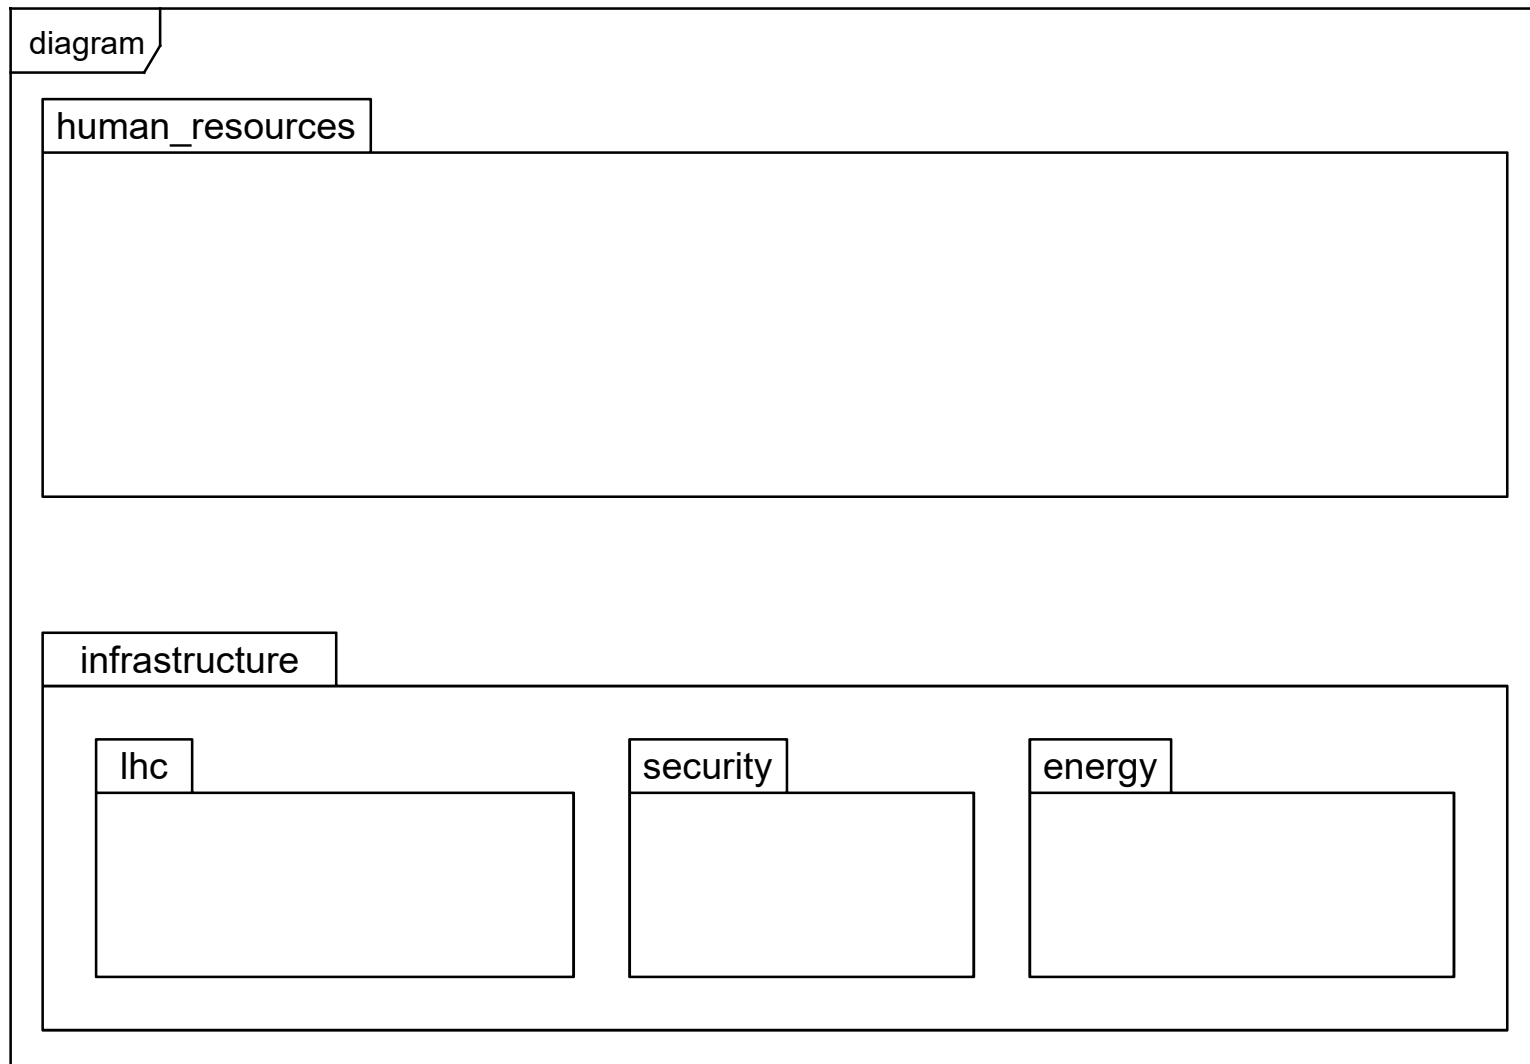 diagram
human_resources
infrastructure
lhc
security
energy